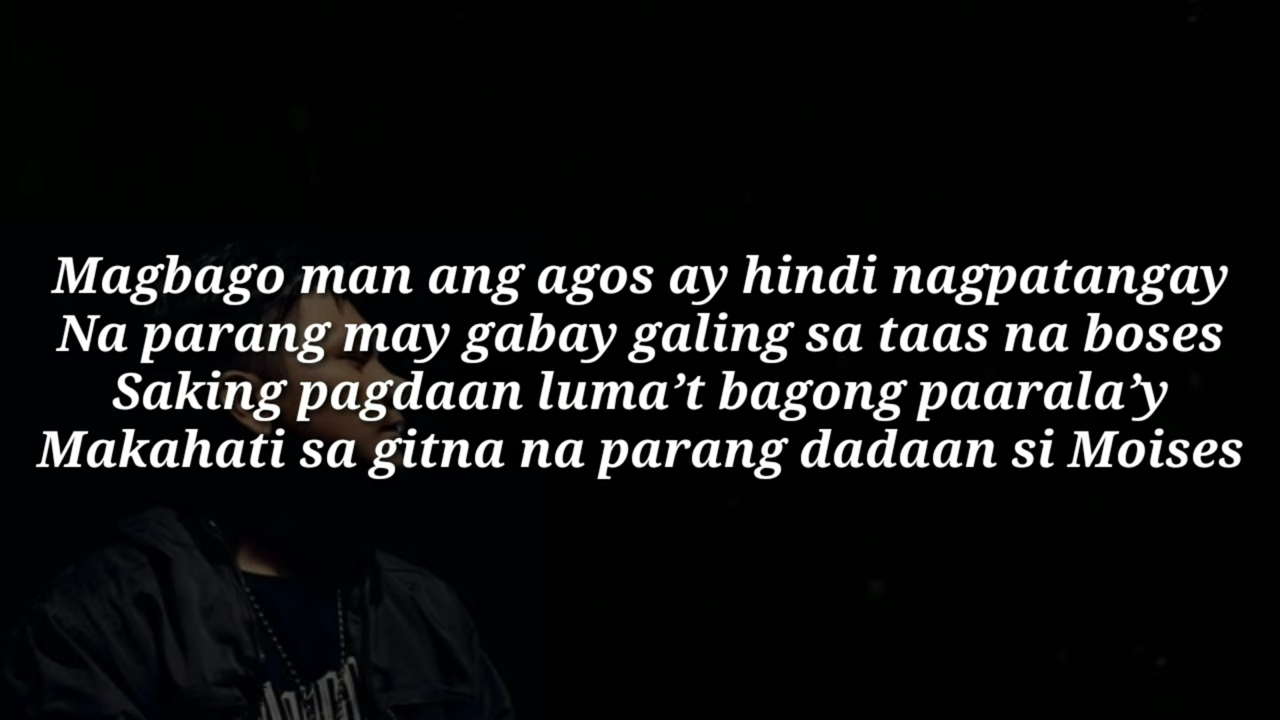 Magbago man ang agos ay hindi nagpatangay
Na parang may gabay galing sa taas na boses
Saking pagdaan luma’t bagong paarala’y
Makahati sa gitna na parang dadaan si Moises